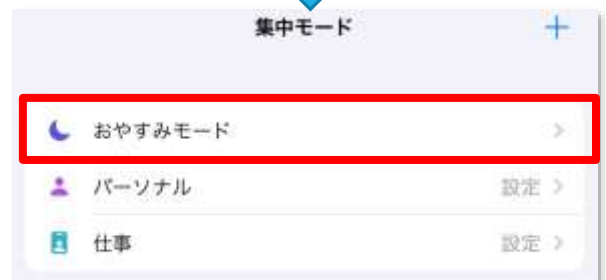 集中モード
おやすみモード
パーソナル 設定
仕事 設定